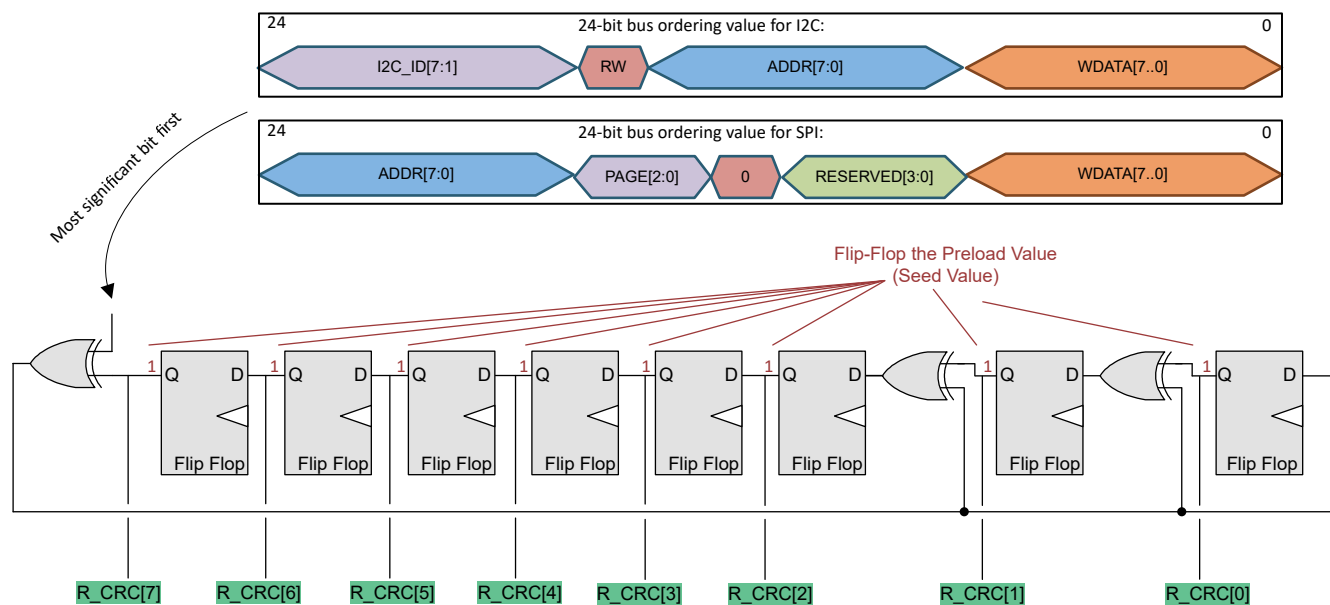 24
24-bit bus ordering value for I2C:
0
I2C_ID[7:1]
RW
ADDR[7:0]
WDATA[7..0]
24
24-bit bus ordering value for SPI:
0
ADDR[7:0]
PAGE[2:0]
0
RESERVED[3:0]
WDATA[7..0]
Most significant bit first
Flip-Flop the Preload Value
(Seed Value)
1 Q D 1 Q D 1 Q D 1 Q D 1 Q D 1 Q D 1 Q D 1 Q D
Flip Flop Flip Flop Flip Flop Flip Flop Flip Flop Flip Flop Flip Flop Flip Flop
R_CRC[7] R_CRC[6] R_CRC[5] R_CRC[4] R_CRC[3] R_CRC[2] R_CRC[1] R_CRC[0]